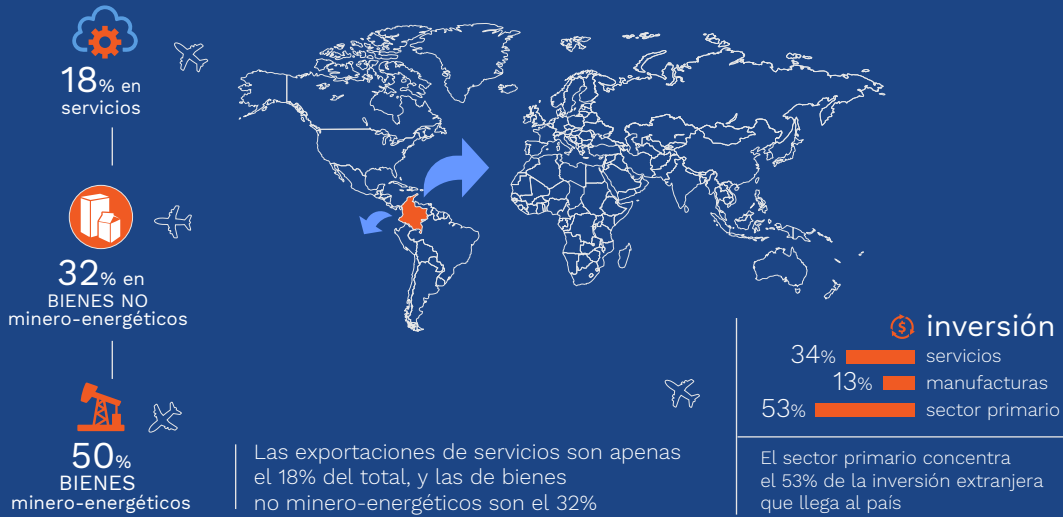 18% en
servicios
32% en
BIENES NO
minero-energéticos
50%
BIENES
minero-energéticos
Las exportaciones de servicios son apenas
el 18% del total, y las de bienes
no minero-energéticos son el 32%
$ inversión
34% servicios
13% manufacturas
53% sector primario
El sector primario concentra
el 53% de la inversión extranjera
que llega al país